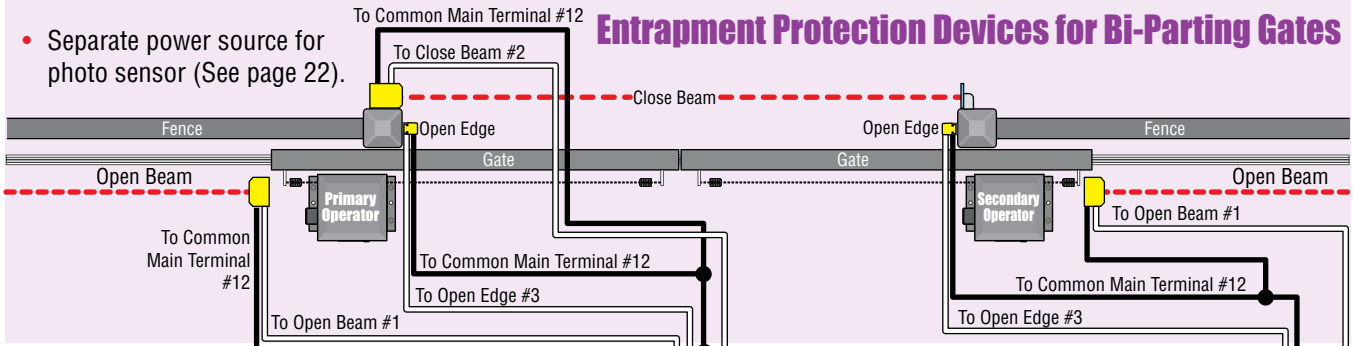 To Common Main Terminal #12
Entrapment Protection Devices for Bi-Parting Gates
• Separate power source for
photo sensor (See page 22).
To Close Beam #2
Close Beam
Fence
Open Edge
Open Edge
Fence
Gate
Gate
Open Beam
Open Beam
Primary
Operator
Secondary
Operator
To Open Beam #1
To Common
Main Terminal
#12
To Common Main Terminal #12
To Common Main Terminal #12
To Open Edge #3
To Open Edge #3
To Open Beam #1